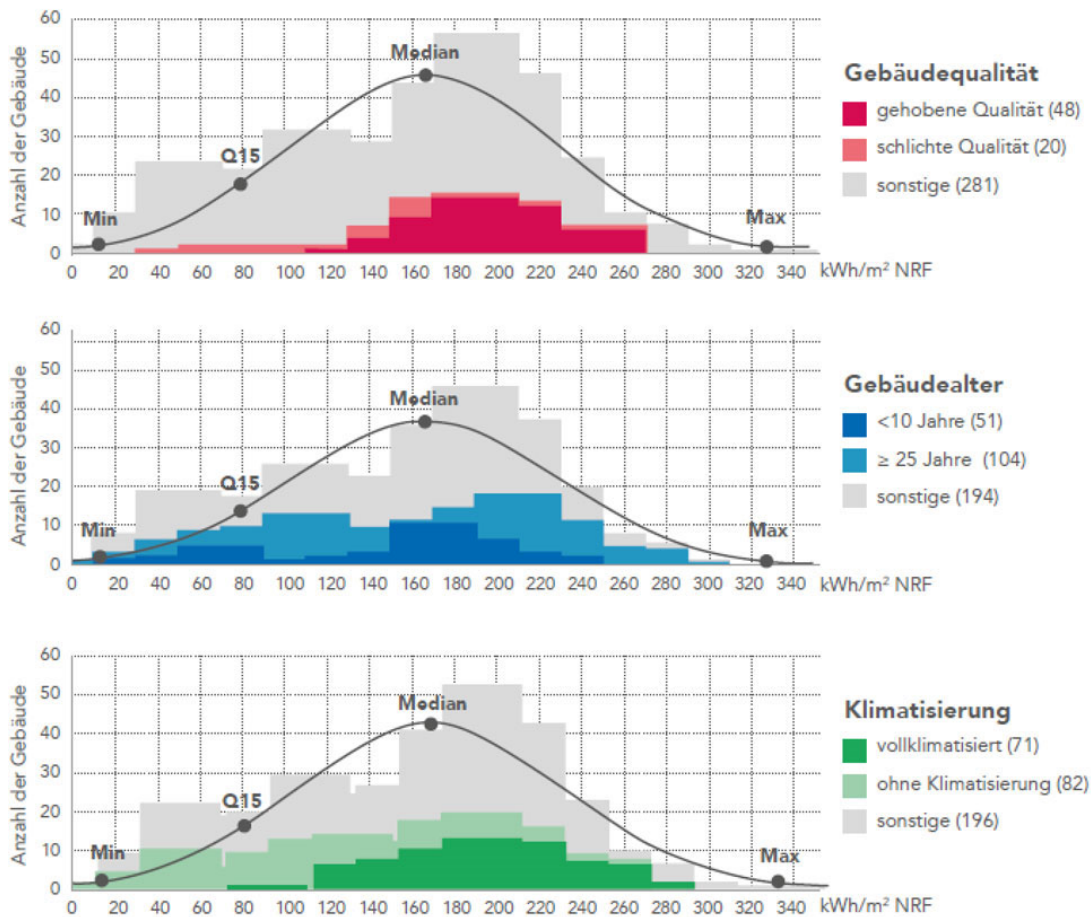 Anzahl der Gebäude
60
50
40
30
20
10
0
Min
Q15
Median
Max
0 20 40 60 80 100 120 140 160 180 200 220 240 260 280 300 320 340 kWh/m² NRF
Gebäudequalität
gehobene Qualität (48)
schlichte Qualität (20)
sonstige (281)
Anzahl der Gebäude
60
50
40
30
20
10
0
Min
Q15
Median
Max
0 20 40 60 80 100 120 140 160 180 200 220 240 260 280 300 320 340 kWh/m² NRF
Gebäudealter
<10 Jahre (51)
≥ 25 Jahre (104)
sonstige (194)
Anzahl der Gebäude
60
50
40
30
20
10
0
Min
Q15
Median
Max
0 20 40 60 80 100 120 140 160 180 200 220 240 260 280 300 320 340 kWh/m² NRF
Klimatisierung
vollklimatisiert (71)
ohne Klimatisierung (82)
sonstige (196)